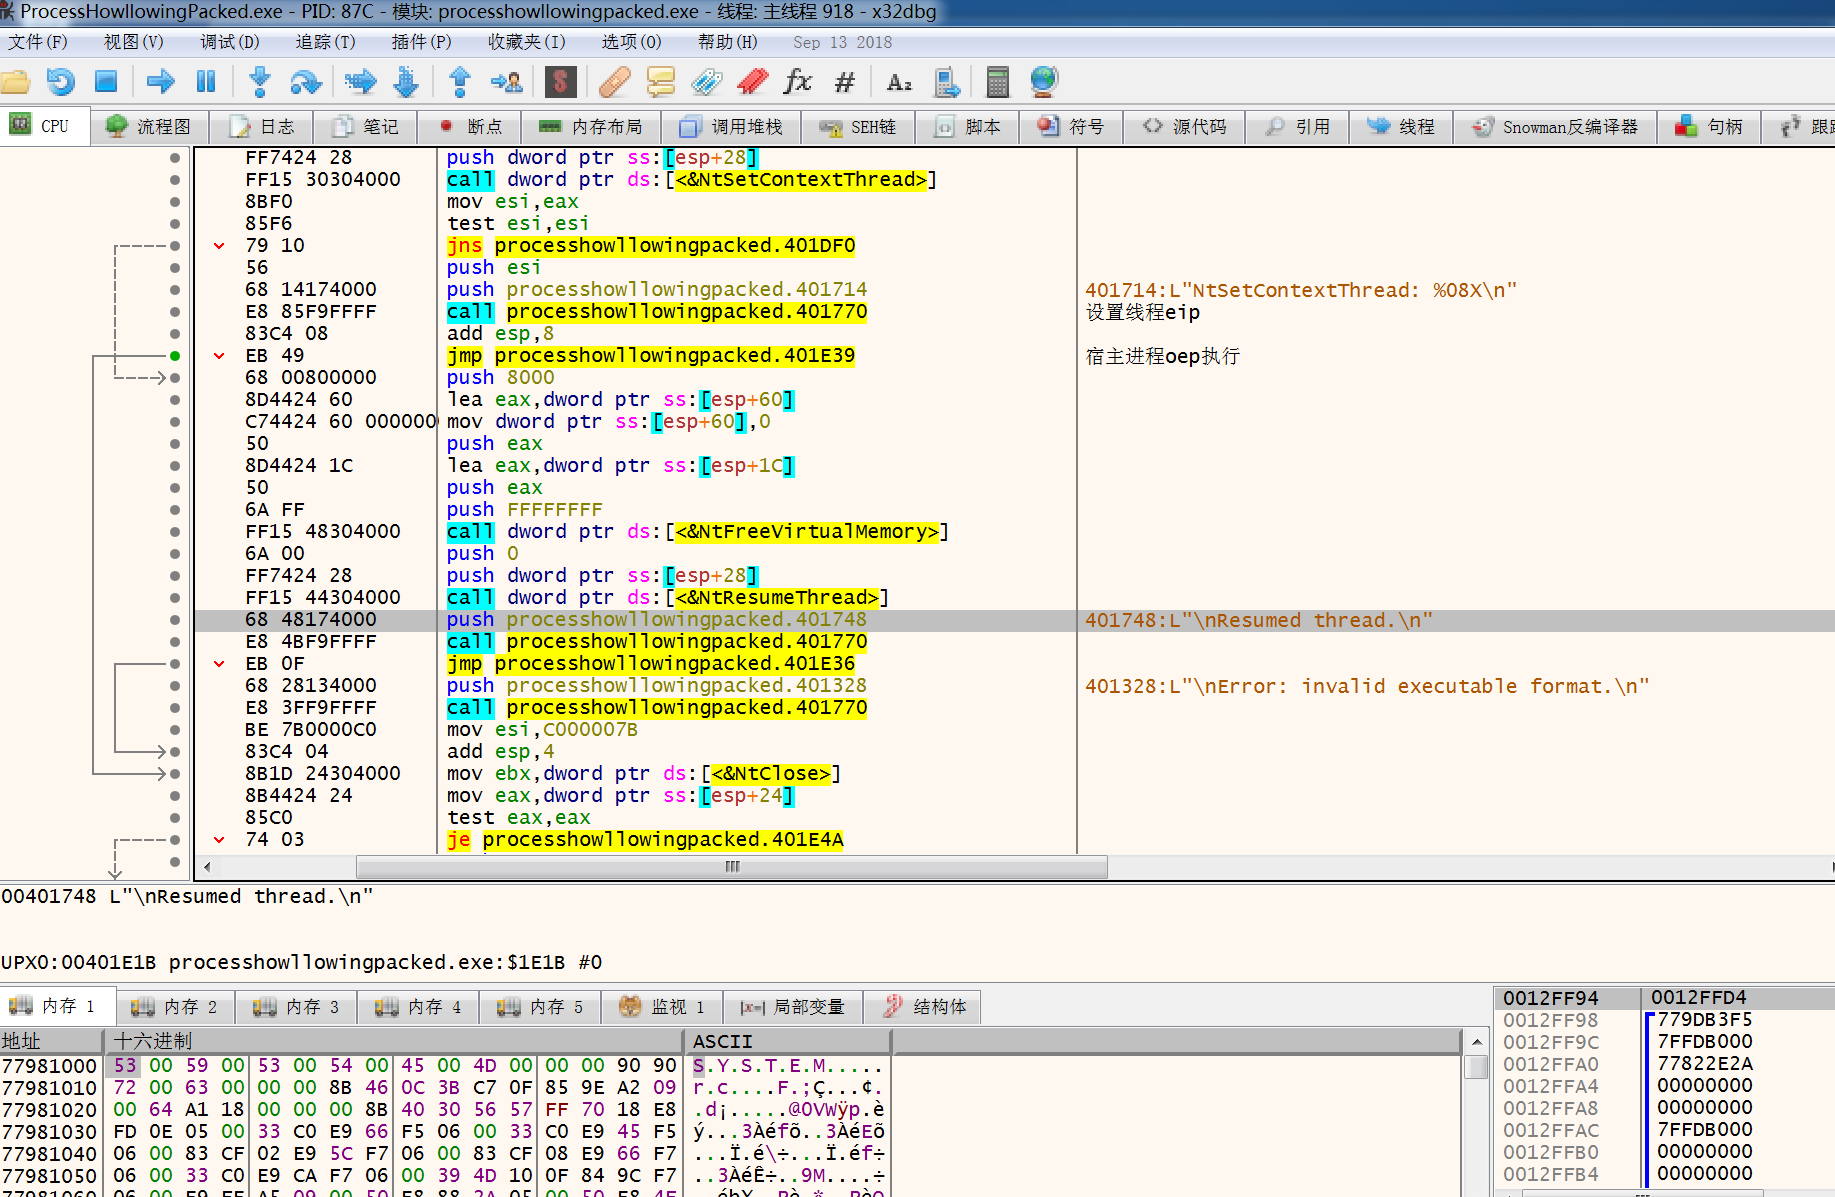 ProcessHowllowingPacked.exe - PID: 87C - 模块: processhowllowingpacked.exe - 线程: 主线程 918 - x32dbg
文件(F) 视图(V) 调试(D) 追踪(T) 插件(P) 收藏夹(I) 选项(O) 帮助(H) Sep 13 2018
CPU 流程图 日志 笔记 断点 内存布局 调用堆栈 SEH链 脚本 符号 源代码 引用 线程 Snowman反编译器 句柄
FF7424 28 push dword ptr ss:[esp+28]
FF15 30304000 call dword ptr ds:[<&NtSetContextThread>]
8BF0 mov esi,eax
85F6 test esi,esi
79 10 jns processhowllowingpacked.401DF0
56 push esi
68 14174000 push processhowllowingpacked.401714 401714:L"NtSetContextThread: %08X\n"
E8 85F9FFFF call processhowllowingpacked.401770 设置线程eip
83C4 08 add esp,8
EB 49 jmp processhowllowingpacked.401E39 宿主进程oep执行
68 00800000 push 8000
8D4424 60 lea eax,dword ptr ss:[esp+60]
C74424 60 000000 mov dword ptr ss:[esp+60],0
50 push eax
8D4424 1C lea eax,dword ptr ss:[esp+1C]
50 push eax
6A FF push FFFFFFFF
FF15 48304000 call dword ptr ds:[<&NtFreeVirtualMemory>]
6A 00 push 0
FF7424 28 push dword ptr ss:[esp+28]
FF15 44304000 call dword ptr ds:[<&NtResumeThread>]
68 48174000 push processhowllowingpacked.401748 401748:L"\nResumed thread.\n"
E8 4BF9FFFF call processhowllowingpacked.401770
EB 0F jmp processhowllowingpacked.401E36
68 28134000 push processhowllowingpacked.401328 401328:L"\nError: invalid executable format.\n"
E8 3FF9FFFF call processhowllowingpacked.401770
BE 7B0000C0 mov esi,C000007B
83C4 04 add esp,4
8B1D 24304000 mov ebx,dword ptr ds:[<&NtClose>]
8B4424 24 mov eax,dword ptr ss:[esp+24]
85C0 test eax,eax
74 03 je processhowllowingpacked.401E4A
00401748 L"\nResumed thread.\n"
UPX0:00401E1B processhowllowingpacked.exe:$1E1B #0
内存 1 内存 2 内存 3 内存 4 内存 5 监视 1 局部变量 结构体
地址 十六进制 ASCII
77981000 53 00 59 00 53 00 54 00 45 00 4D 00 00 00 90 90 S.Y.S.T.E.M.....
77981010 72 00 63 00 00 00 8B 46 0C 3B C7 0F 85 9E A2 09 r.c....F.;Ç...¢.
77981020 00 64 A1 18 00 00 00 8B 40 30 56 57 FF 70 18 E8 .d¡.....@0VWÿp.è
77981030 FD 0E 05 00 33 C0 E9 66 F5 06 00 33 C0 E9 45 F5 ý...3Àéfõ..3ÀéEõ
77981040 06 00 83 CF 02 E9 5C F7 06 00 83 CF 08 E9 66 F7 ...Ï.é\÷...Ï.éf÷
77981050 06 00 33 C0 E9 CA F7 06 00 39 4D 10 0F 84 9C F7 ..3ÀéÊ÷..9M....÷
0012FF94 0012FFD4
0012FF98 779DB3F5
0012FF9C 7FFDB000
0012FFA0 77822E2A
0012FFA4 00000000
0012FFA8 00000000
0012FFAC 7FFDB000
0012FFB0 00000000
0012FFB4 00000000